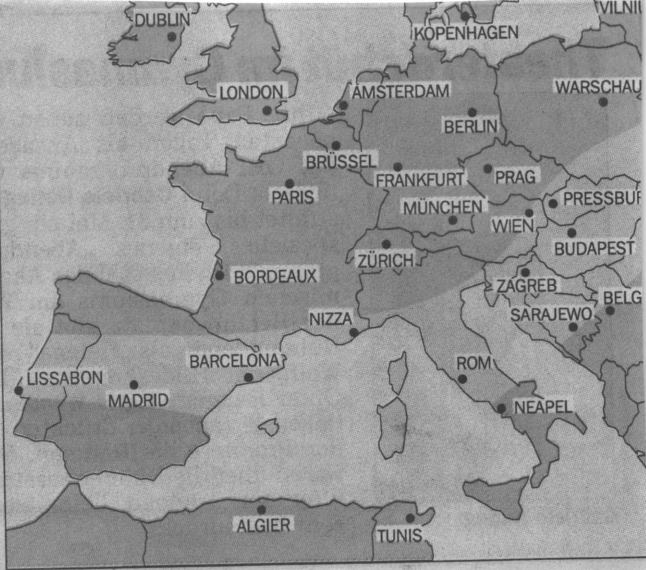 DUBLIN
KOPENHAGEN
VILNI
LONDON
AMSTERDAM
WARSCHAU
BERLIN
BRÜSSEL
PARIS
FRANKFURT
PRAG
MÜNCHEN
PRESSBUR
WIEN
ZÜRICH
BUDAPEST
BORDEAUX
ZAGREB
BELG
NIZZA
SARAJEWO
BARCELONA
ROM
LISSABON
MADRID
NEAPEL
ALGIER
TUNIS